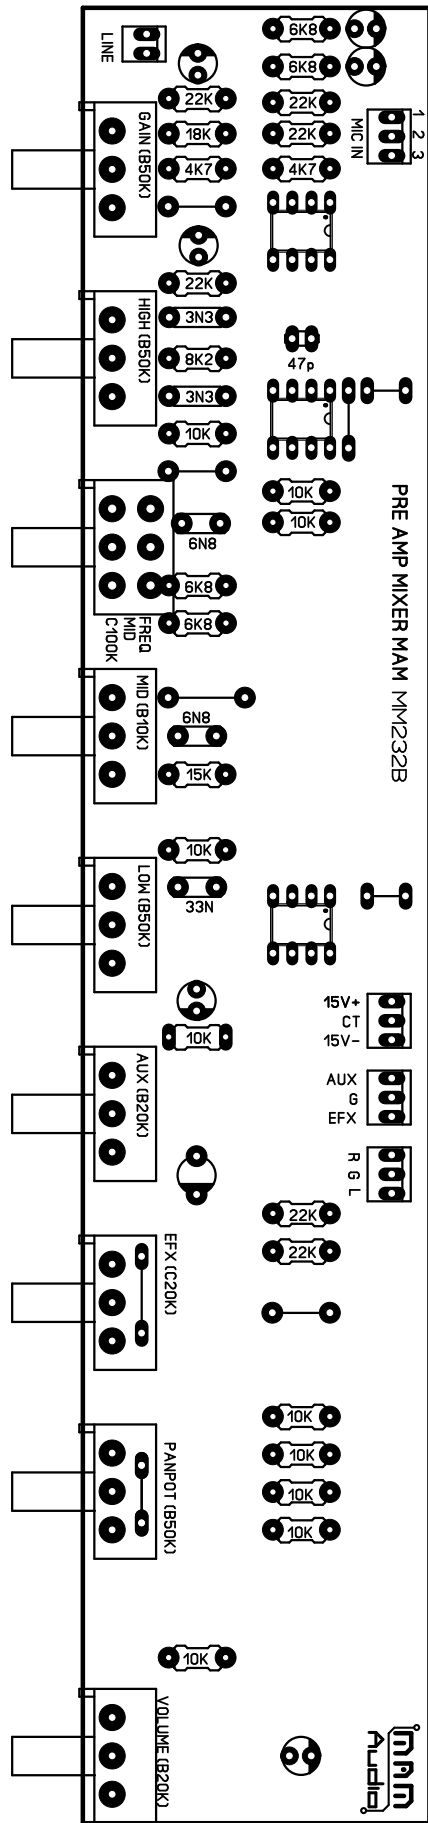 LINE
6K8
6K8
22K
22K
18K
22K
4K7
4K7
1 2 3
MIC IN
GAIN (B50K)
22K
3N3
8K2
3N3
10K
HIGH (B50K)
47p
10K
10K
6N8
6K8
6K8
FREQ
MID
C100K
PRE AMP MIXER MAM MM232B
MID (B10K)
6N8
15K
10K
33N
LOW (B50K)
10K
15V+
CT
15V-
AUX
G
EFX
R G L
AUX (B20K)
22K
22K
EFX (C20K)
10K
10K
10K
10K
PANPOT (B50K)
10K
VOLUME (B20K)
MAM
Audio